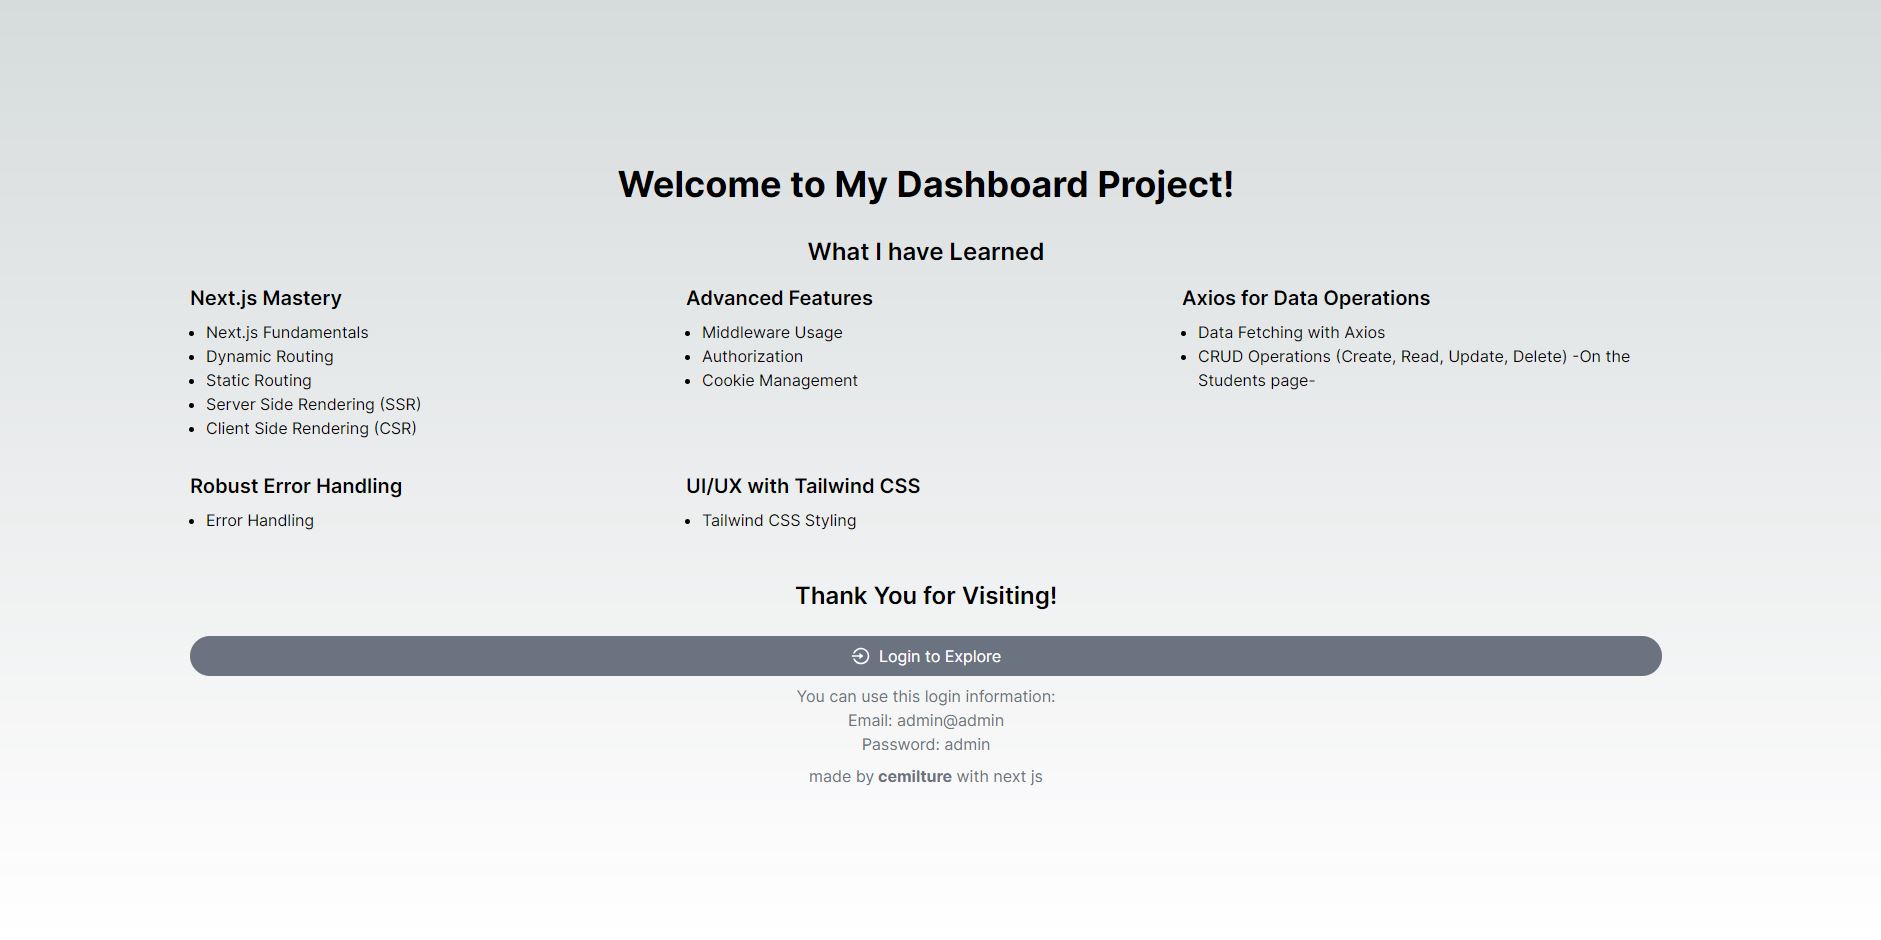 Welcome to My Dashboard Project!
What I have Learned
Next.js Mastery
Next.js Fundamentals
Dynamic Routing
Static Routing
Server Side Rendering (SSR)
Client Side Rendering (CSR)
Advanced Features
Middleware Usage
Authorization
Cookie Management
Axios for Data Operations
Data Fetching with Axios
CRUD Operations (Create, Read, Update, Delete) -On the
Students page-
Robust Error Handling
Error Handling
UI/UX with Tailwind CSS
Tailwind CSS Styling
Thank You for Visiting!
Login to Explore
You can use this login information:
Email: admin@admin
Password: admin
made by cemilture with next js